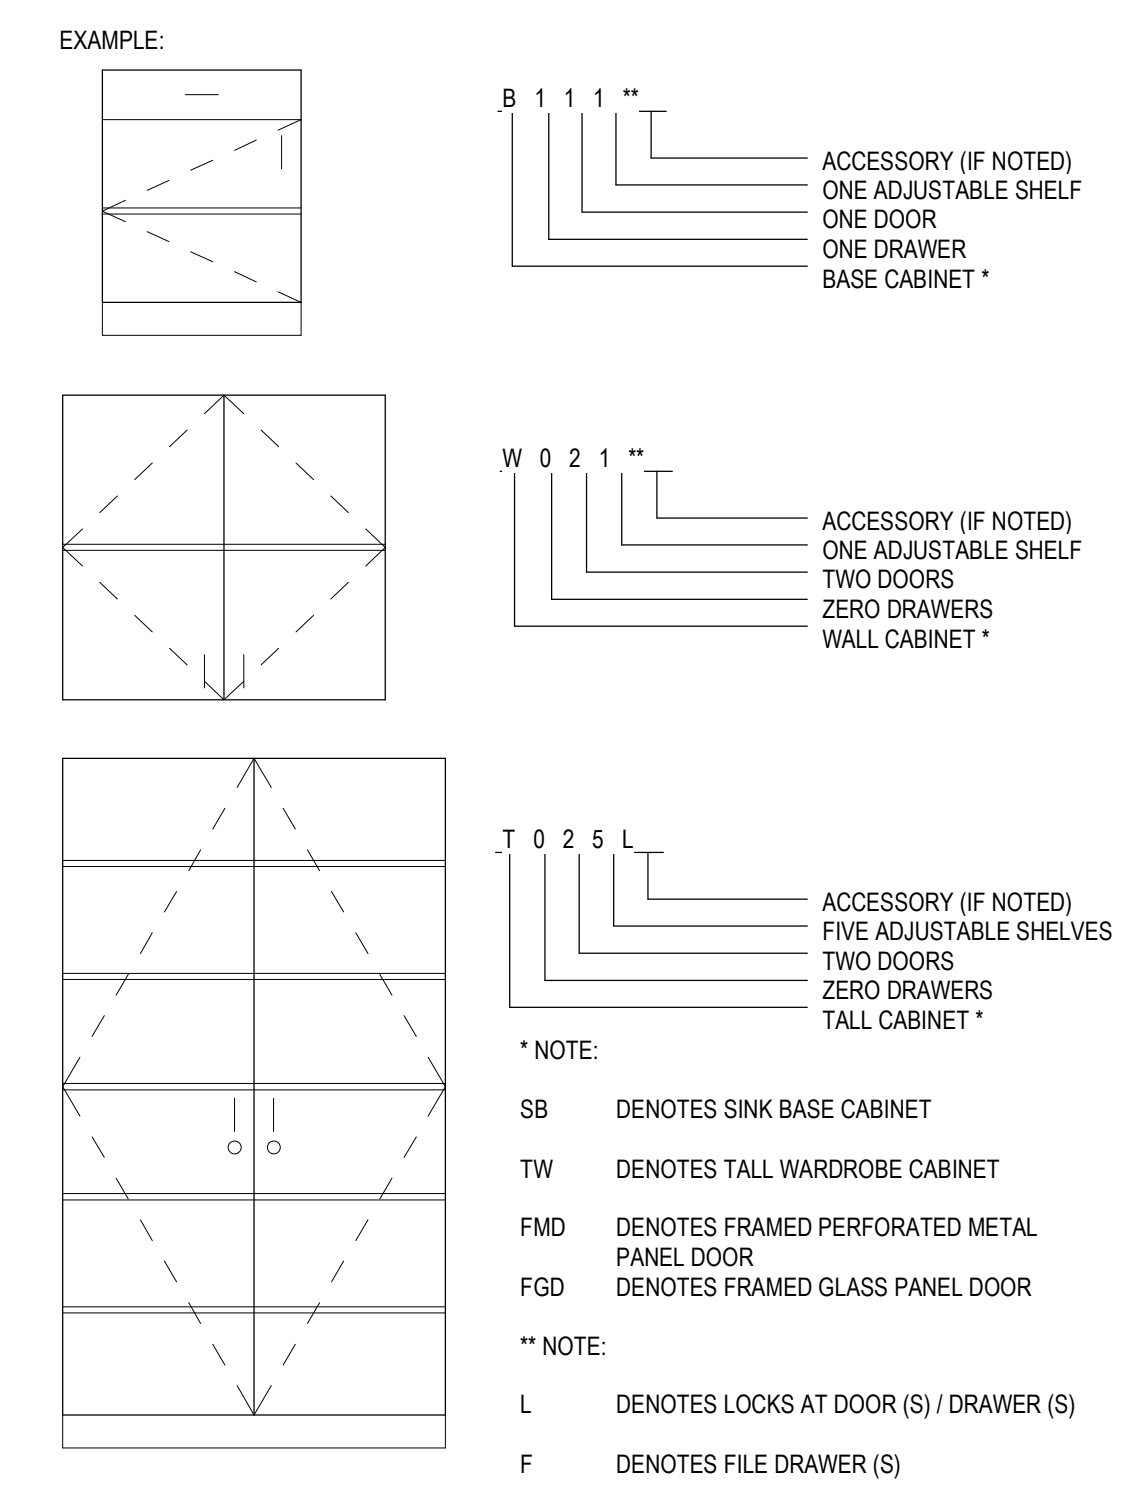 EXAMPLE:
B 1 1 1 **
ACCESSORY (IF NOTED)
ONE ADJUSTABLE SHELF
ONE DOOR
ONE DRAWER
BASE CABINET *
W 0 2 1 **
ACCESSORY (IF NOTED)
ONE ADJUSTABLE SHELF
TWO DOORS
ZERO DRAWERS
WALL CABINET *
T 0 2 5 L
ACCESSORY (IF NOTED)
FIVE ADJUSTABLE SHELVES
TWO DOORS
ZERO DRAWERS
TALL CABINET *
* NOTE:
SB DENOTES SINK BASE CABINET
TW DENOTES TALL WARDROBE CABINET
FMD DENOTES FRAMED PERFORATED METAL
PANEL DOOR
FGD DENOTES FRAMED GLASS PANEL DOOR
** NOTE:
L DENOTES LOCKS AT DOOR (S) / DRAWER (S)
F DENOTES FILE DRAWER (S)